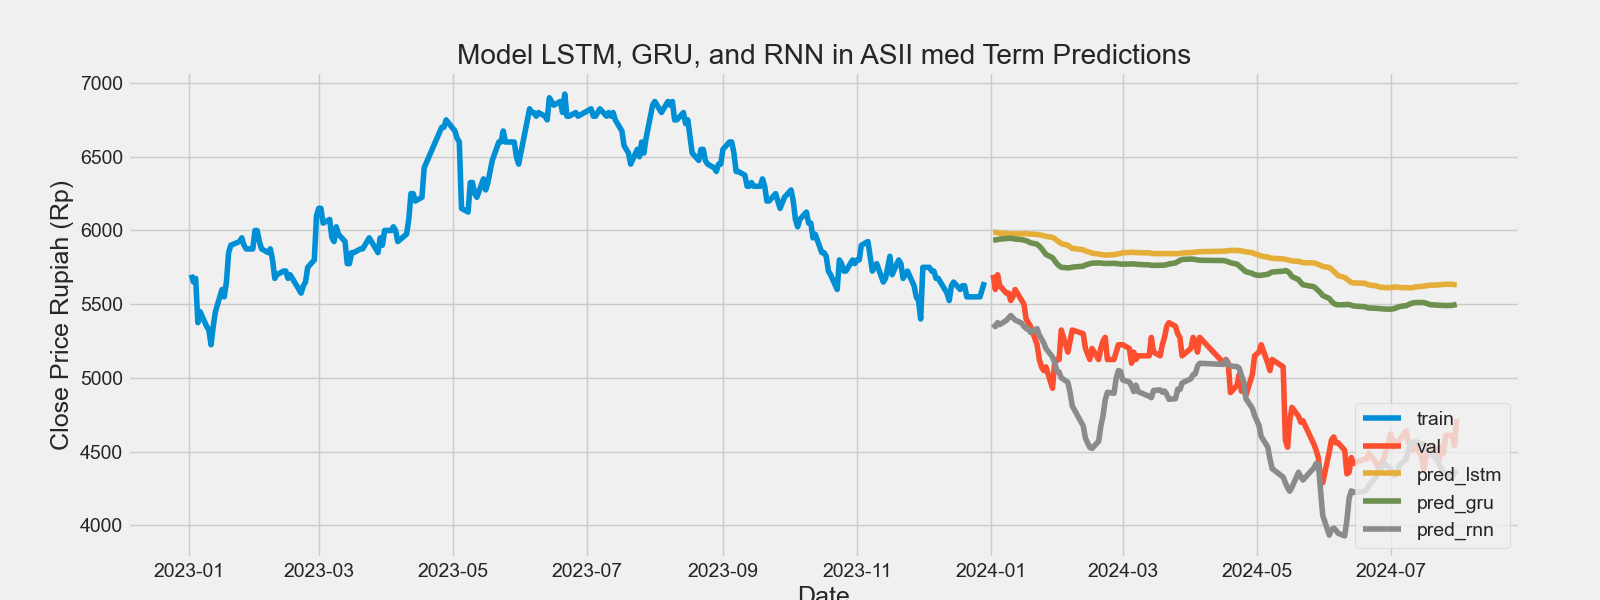 Model LSTM, GRU, and RNN in ASII med Term Predictions
Close Price Rupiah (Rp)
7000
6500
6000
5500
5000
4500
4000
2023-01 2023-03 2023-05 2023-07 2023-09 2023-11 2024-01 2024-03 2024-05 2024-07
Date
train
val
pred_lstm
pred_gru
pred_rnn